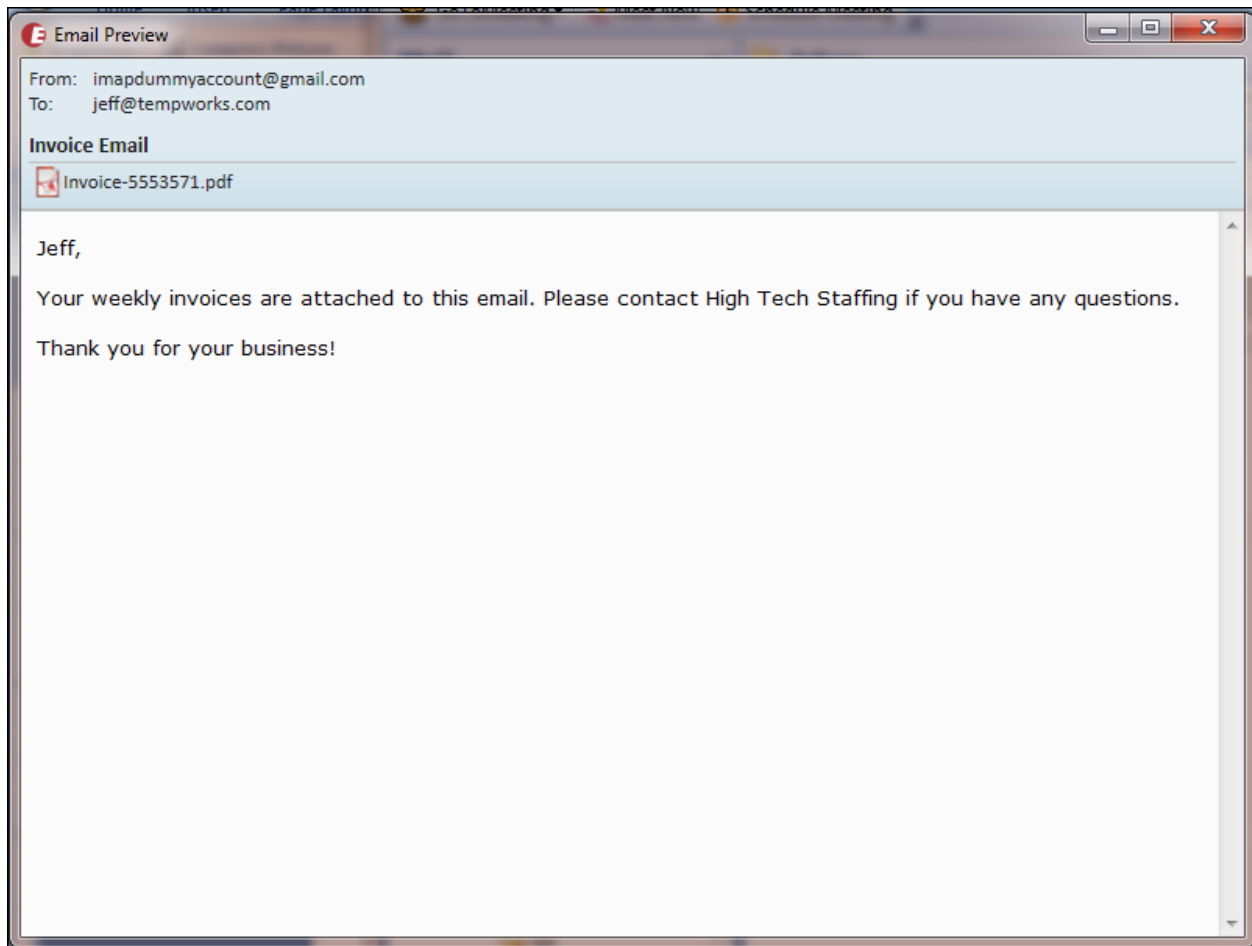 Email Preview
From: imapdummyaccount@gmail.com
To: jeff@tempworks.com
Invoice Email
Invoice-5553571.pdf
Jeff,
Your weekly invoices are attached to this email. Please contact High Tech Staffing if you have any questions.
Thank you for your business!